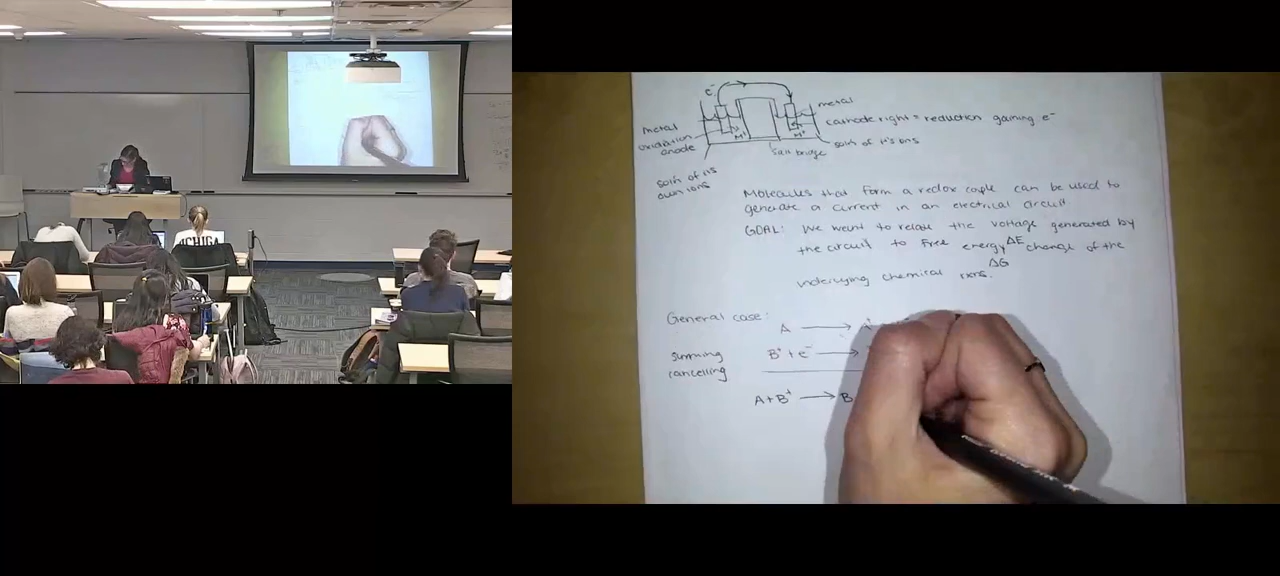 e⁻
metal
cathode right = reduction gaining e⁻
metal
oxidation
anode
M⁺
M⁺
salt bridge
soln of its ions
soln of its
own ions
Molecules that form a redox couple can be used to
generate a current in an electrical circuit
GOAL: We want to relate the voltage generated by
the circuit to free energy change of the
ΔE
ΔG
underlying chemical rxns.
General case:
A ⟶ A⁺
summing
cancelling
B⁺ + e⁻ ⟶
A + B⁺ ⟶ B